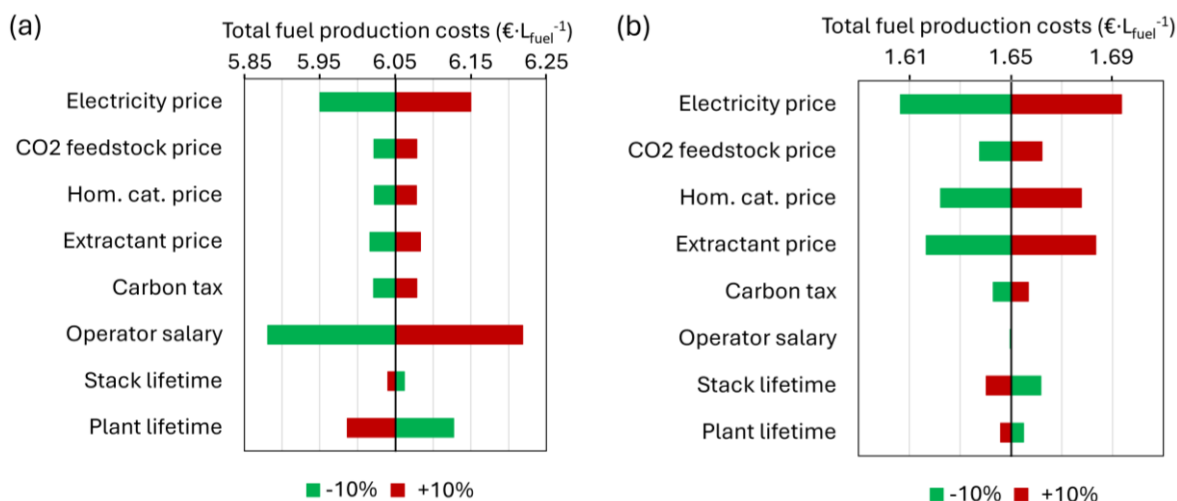 (a)
Total fuel production costs (€·Lfuel-1)
5.85 5.95 6.05 6.15 6.25
Electricity price
CO2 feedstock price
Hom. cat. price
Extractant price
Carbon tax
Operator salary
Stack lifetime
Plant lifetime
-10% +10%
(b)
Total fuel production costs (€·Lfuel-1)
1.61 1.65 1.69
Electricity price
CO2 feedstock price
Hom. cat. price
Extractant price
Carbon tax
Operator salary
Stack lifetime
Plant lifetime
-10% +10%